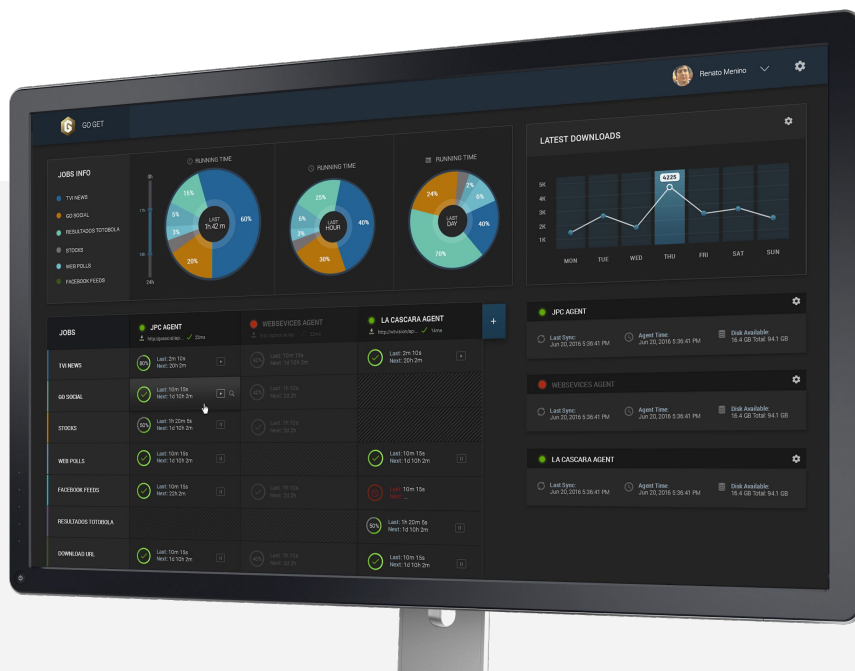 GO GET
Renato Menino
JOBS INFO
TVI NEWS
GO SOCIAL
RESULTADOS TOTOBOLA
STOCKS
WEB POLLS
FACEBOOK FEEDS
0h
24h
RUNNING TIME
15%
5%
3%
20%
60%
LAST
1h:42 m
RUNNING TIME
25%
40%
30%
LAST
HOUR
RUNNING TIME
24%
2%
6%
40%
70%
LAST
DAY
LATEST DOWNLOADS
5K
4K
3K
2K
1K
4225
MON TUE WED THU FRI SAT SUN
JOBS
JPC AGENT
WEBSEVICES AGENT
LA CASCARA AGENT
+
TVI NEWS
80%
Last: 2m 10s
Next: 20h 2m
Last: 2m 10s
Next: 20h 2m
GO SOCIAL
Last: 10m 15s
Next: 1d 10h 2m
STOCKS
50%
Last: 1h 20m 5s
Next: 1d 10h 2m
WEB POLLS
Last: 10m 15s
Next: 1d 10h 2m
Last: 10m 15s
Next: 1d 10h 2m
FACEBOOK FEEDS
Last: 10m 15s
Next: 22h 2m
Last: 10m 15s
Next: ...
RESULTADOS TOTOBOLA
50%
Last: 1h 20m 5s
Next: 1d 10h 2m
DOWNLOAD URL
Last: 10m 15s
Next: 1d 10h 2m
Last: 10m 15s
Next: 1d 10h 2m
JPC AGENT
Last Sync:
Jun 20, 2016 5:36:41 PM
Agent Time:
Jun 20, 2016 5:36:41 PM
Disk Available:
16.4 GB Total: 94.1 GB
WEBSEVICES AGENT
Last Sync:
Jun 20, 2016 5:36:41 PM
Agent Time:
Jun 20, 2016 5:36:41 PM
Disk Available:
16.4 GB Total: 94.1 GB
LA CASCARA AGENT
Last Sync:
Jun 20, 2016 5:36:41 PM
Agent Time:
Jun 20, 2016 5:36:41 PM
Disk Available:
16.4 GB Total: 94.1 GB